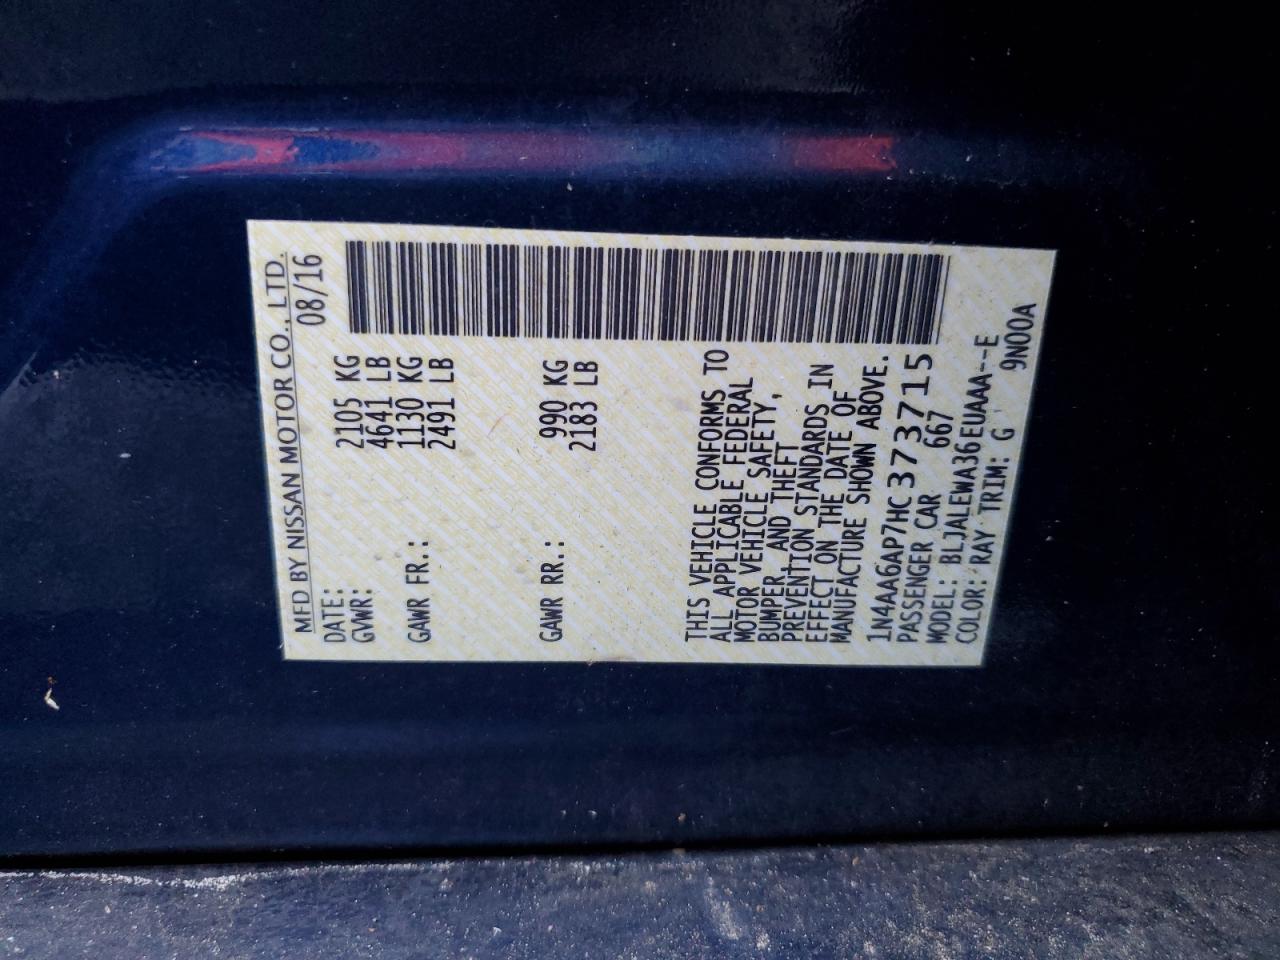 MFD BY NISSAN MOTOR CO., LTD.
DATE: 08/16
GVWR: 2105 KG
4641 LB
GAWR FR.: 1130 KG
2491 LB
GAWR RR.: 990 KG
2183 LB
THIS VEHICLE CONFORMS TO
ALL APPLICABLE FEDERAL
MOTOR VEHICLE SAFETY,
BUMPER, AND THEFT
PREVENTION STANDARDS IN
EFFECT ON THE DATE OF
MANUFACTURE SHOWN ABOVE.
1N4AA6AP7HC373715
PASSENGER CAR 667
MODEL: BLJALEWA36EUAAA--E
COLOR: RAY TRIM: G 9N00A